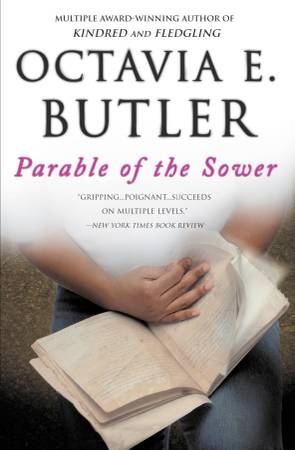 MULTIPLE AWARD-WINNING AUTHOR OF
KINDRED AND FLEDGLING
OCTAVIA E.
BUTLER
Parable of the Sower
"GRIPPING...POIGNANT...SUCCEEDS
ON MULTIPLE LEVELS."
—NEW YORK TIMES BOOK REVIEW